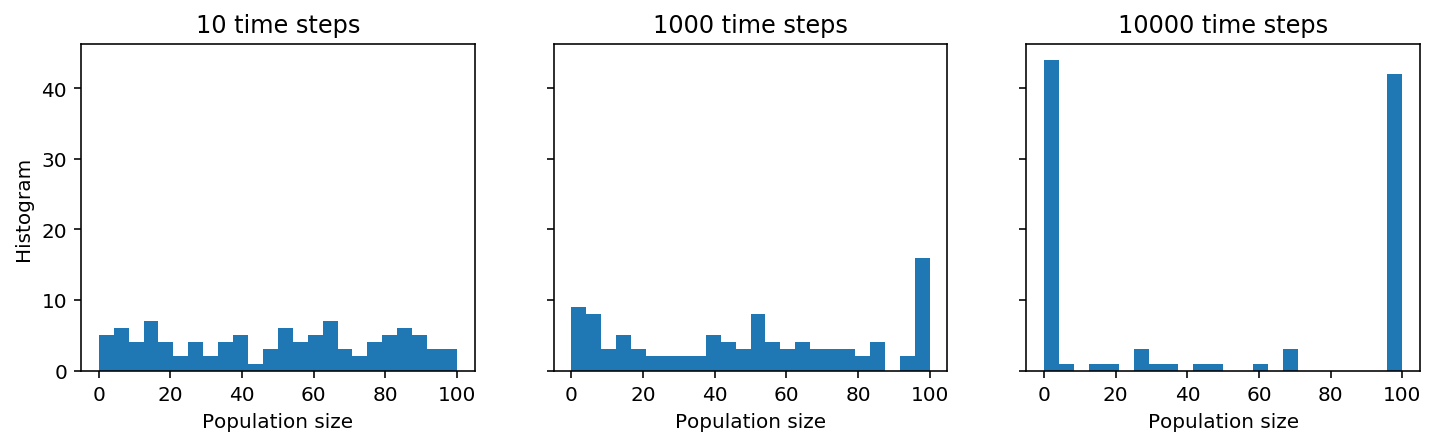 10 time steps
1000 time steps
10000 time steps
Histogram
40
30
20
10
0
0 20 40 60 80 100
0 20 40 60 80 100
0 20 40 60 80 100
Population size
Population size
Population size